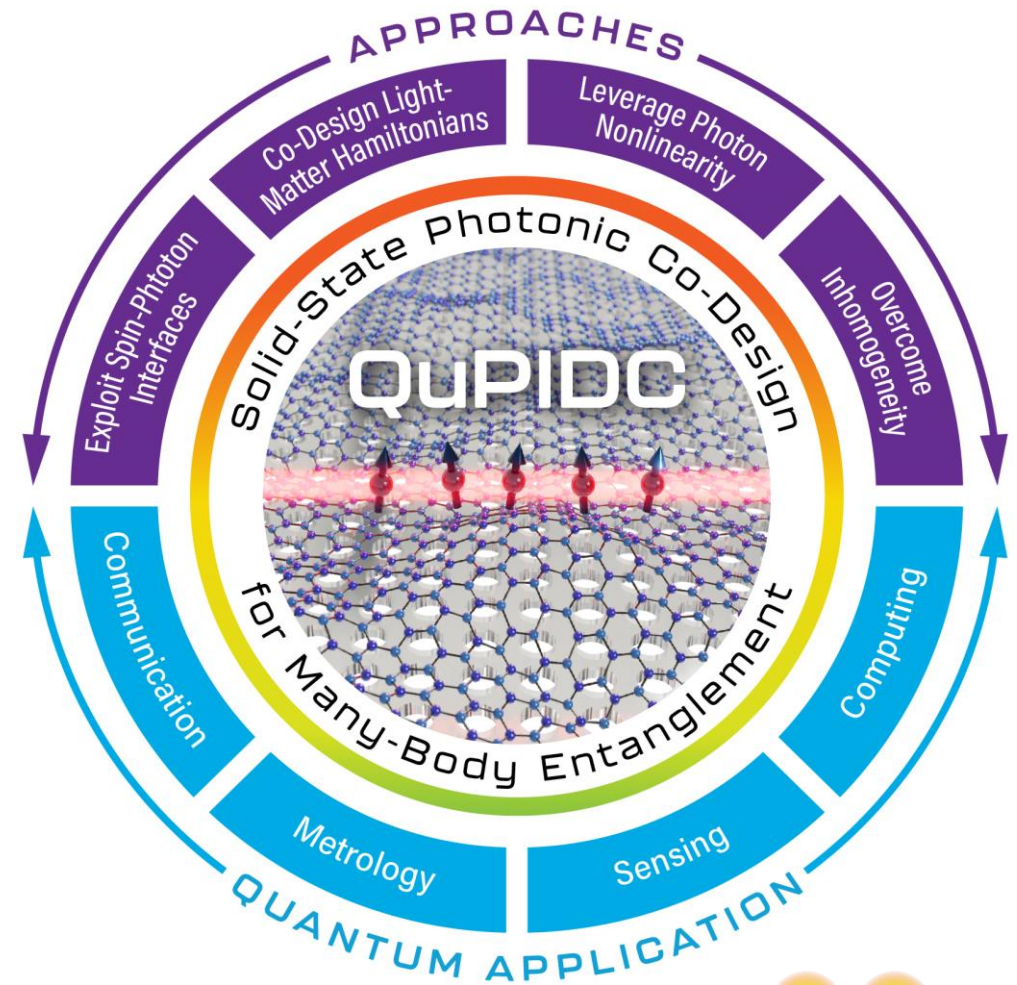 APPROACHES
Exploit Spin-Phtoton
Interfaces
Co-Design Light-
Matter Hamiltonians
Leverage Photon
Nonlinearity
Overcome
Inhomogeneity
Solid-State Photonic Co-Design
QuPIDC
for Many-Body Entanglement
Communication
Metrology
Sensing
Computing
QUANTUM APPLICATION